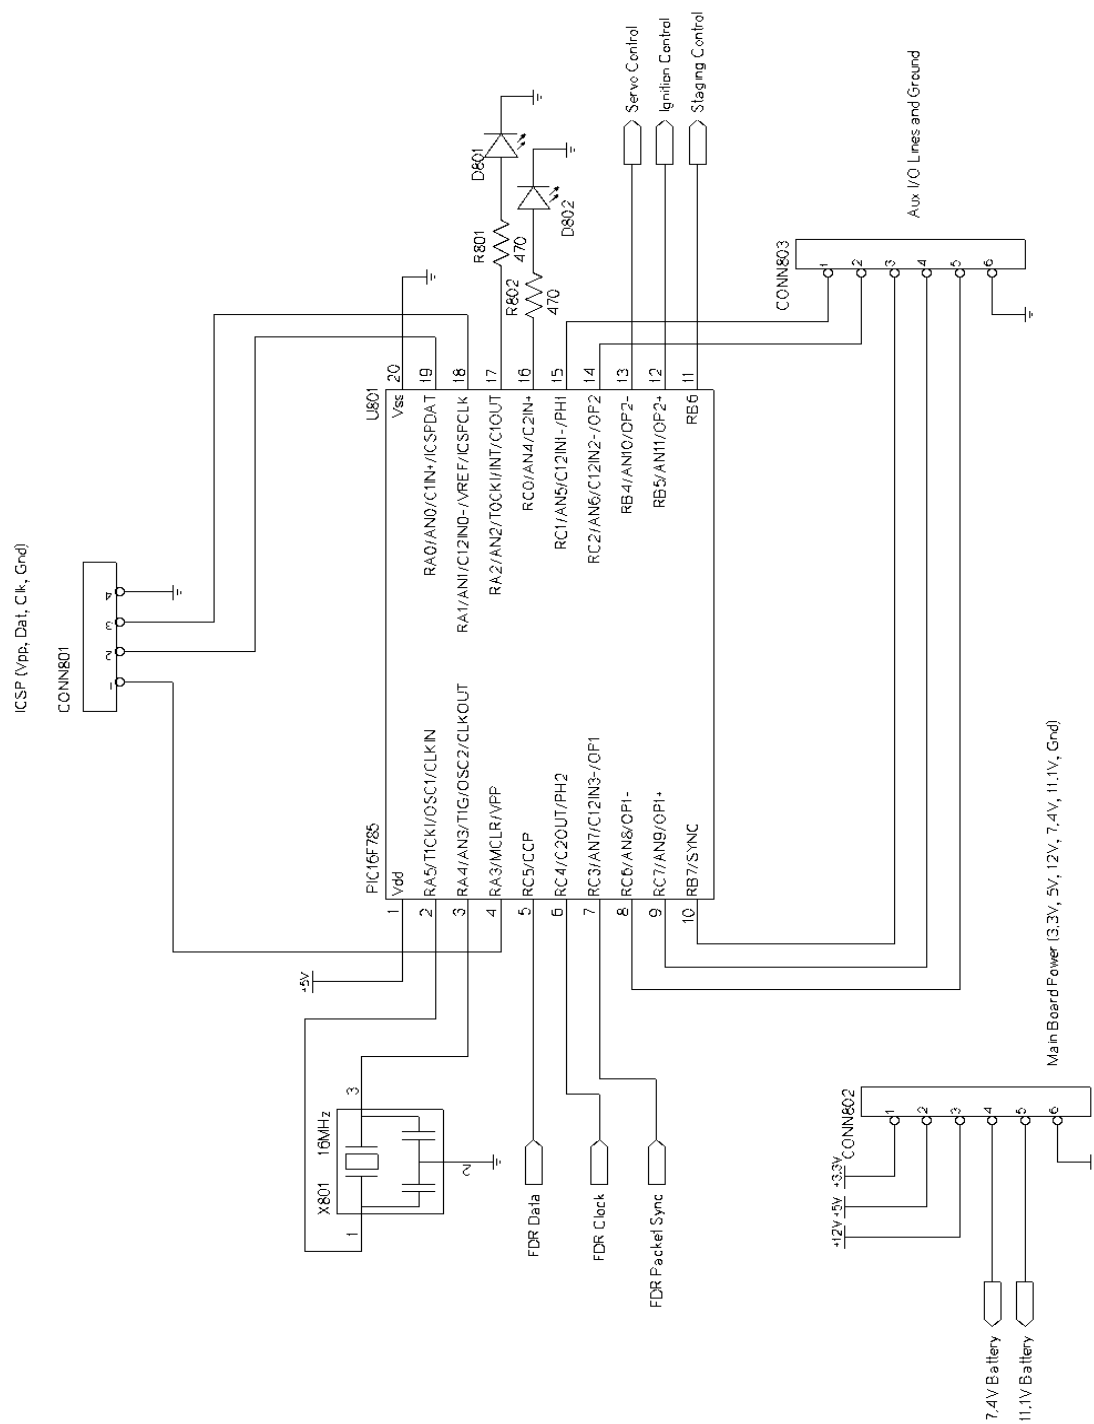 ICSP (Vpp, Dat, Clk, Gnd)
CONN801
1
2
3
4
X801
16MHz
1
2
3
+5V
PIC16F785
U801
1
Vdd
2
RA5/T1CKI/OSC1/CLKIN
3
RA4/AN3/T1G/OSC2/CLKOUT
4
RA3/MCLR/VPP
5
RC5/CCP
6
RC4/C2OUT/PH2
7
RC3/AN7/C12IN3-/OP1
8
RC6/AN8/OP1-
9
RC7/AN9/OP1+
10
RB7/SYNC
Vss
20
RA0/AN0/C1IN+/ICSPDAT
19
RA1/AN1/C12IN0-/VREF/ICSPCLK
18
RA2/AN2/T0CKI/INT/C1OUT
17
RC0/AN4/C2IN+
16
RC1/AN5/C12IN1-/PH1
15
RC2/AN6/C12IN2-/OP2
14
RB4/AN10/OP2-
13
RB5/AN11/OP2+
12
RB6
11
R801
470
D801
R802
470
D802
FDR Data
FDR Clock
FDR Packet Sync
Servo Control
Ignition Control
Staging Control
CONN803
1
2
3
4
5
6
Aux I/O Lines and Ground
+3.3V
+5V
+12V
CONN802
1
2
3
4
5
6
7.4V Battery
11.1V Battery
Main Board Power (3.3V, 5V, 12V, 7.4V, 11.1V, Gnd)